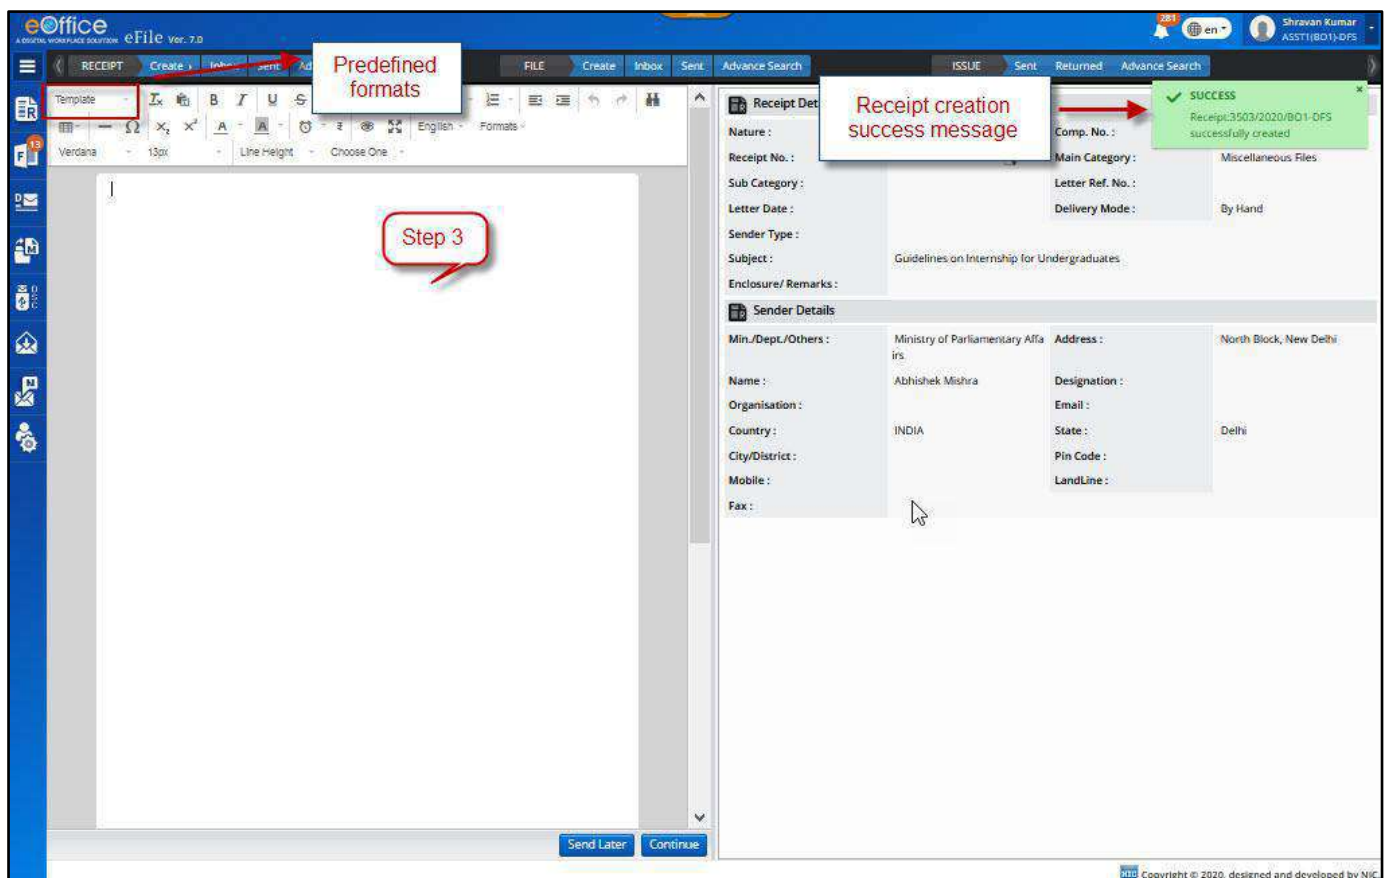 eOffice
A DIGITAL WORKPLACE SOLUTION eFile Ver. 7.0
281
en
Shravan Kumar
ASST1(BO1)-DFS
RECEIPT Create Sent
FILE Create Inbox Sent Advance Search
ISSUE Sent Returned Advance Search
Predefined
formats
Template
B I U S
English Formats
Verdana 13px Line Height Choose One
13
Step 3
Send Later Continue
Receipt creation
success message
SUCCESS
Receipt:3503/2020/BO1-DFS
successfully created
Receipt Det
Nature : Comp. No. :
Receipt No. : Main Category : Miscellaneous Files
Sub Category : Letter Ref. No. :
Letter Date : Delivery Mode : By Hand
Sender Type :
Subject : Guidelines on Internship for Undergraduates
Enclosure/ Remarks :
Sender Details
Min./Dept./Others : Ministry of Parliamentary Affa Address : North Block, New Delhi
irs
Name : Abhishek Mishra Designation :
Organisation : Email :
Country : INDIA State : Delhi
City/District : Pin Code :
Mobile : LandLine :
Fax :
NIC Copyright © 2020, designed and developed by NIC.